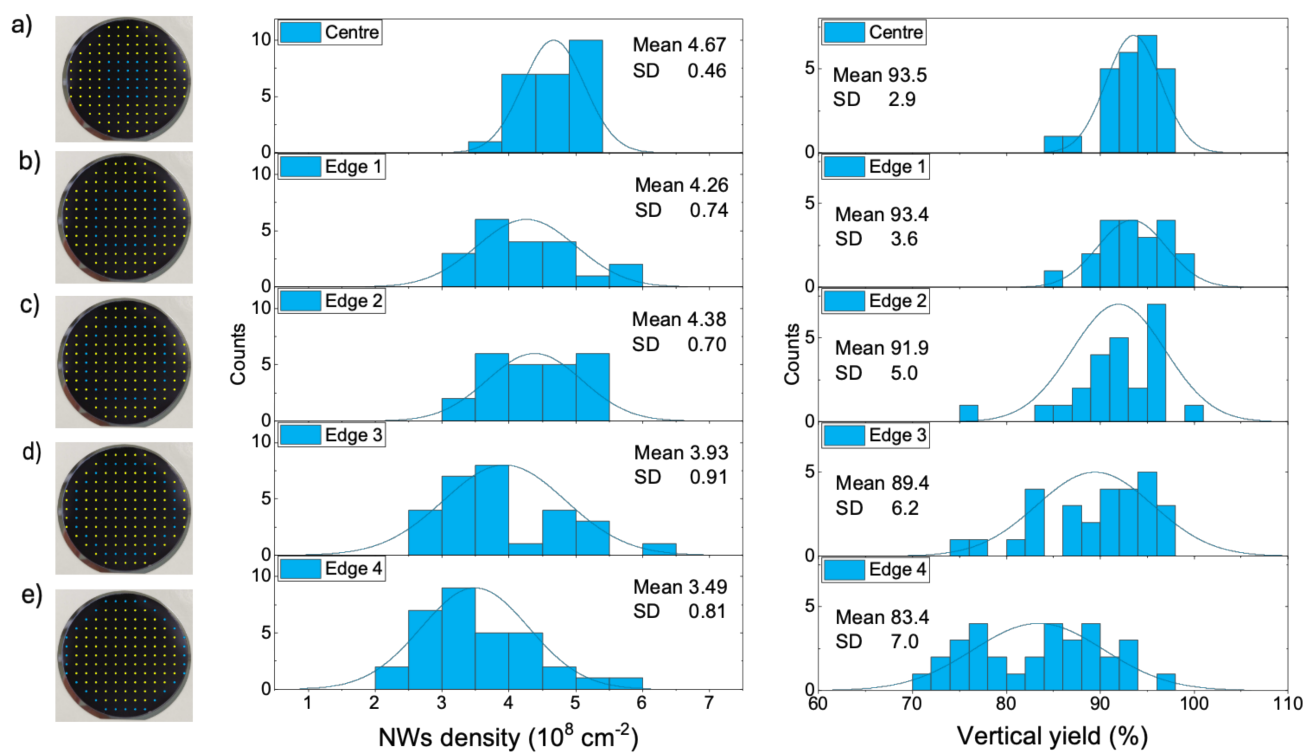 a)
Centre
Mean 4.67
SD 0.46
10
5
0
Centre
Mean 93.5
SD 2.9
10
5
0
b)
Edge 1
Mean 4.26
SD 0.74
10
5
0
Edge 1
Mean 93.4
SD 3.6
5
0
c)
Edge 2
Mean 4.38
SD 0.70
10
5
0
Edge 2
Mean 91.9
SD 5.0
5
0
Counts
Counts
d)
Edge 3
Mean 3.93
SD 0.91
10
5
0
Edge 3
Mean 89.4
SD 6.2
5
0
e)
Edge 4
Mean 3.49
SD 0.81
10
5
0
Edge 4
Mean 83.4
SD 7.0
5
0
1 2 3 4 5 6 7
60 70 80 90 100 110
NWs density (10⁸ cm⁻²)
Vertical yield (%)